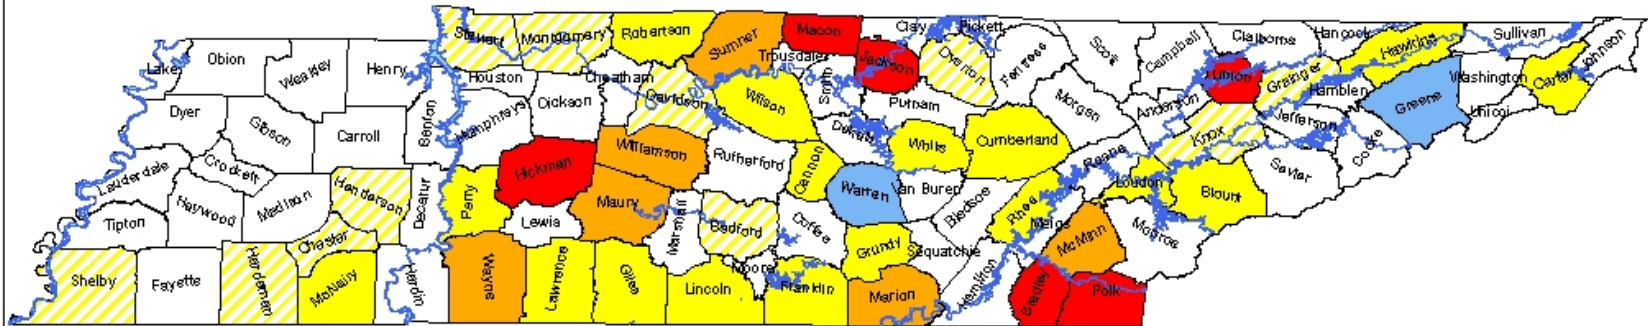 Stewart
Montgomery
Robertson
Sumner
Macon
Clay
Pickett
Scott
Campbell
Claiborne
Hancock
Hawkins
Sullivan
Johnson
Lake
Obion
Weakley
Henry
Houston
Cheatham
Trousdale
Jackson
Overton
Fentress
Union
Grainger
Hamblen
Washington
Carter
Dyer
Gibson
Carroll
Benton
Humphreys
Dickson
Davidson
Wilson
Smith
Putnam
Morgan
Anderson
Knox
Jefferson
Greene
Unicoi
Lauderdale
Crockett
Madison
Henderson
Decatur
Perry
Hickman
Williamson
Rutherford
Cannon
Dekalb
White
Cumberland
Roane
Loudon
Blount
Sevier
Cocke
Tipton
Haywood
Chester
Lewis
Maury
Marshall
Bedford
Coffee
Warren
Van Buren
Bledsoe
Rhea
Meigs
McMinn
Monroe
Shelby
Fayette
Hardeman
McNairy
Hardin
Wayne
Lawrence
Giles
Lincoln
Moore
Franklin
Grundy
Sequatchie
Marion
Hamilton
Bradley
Polk